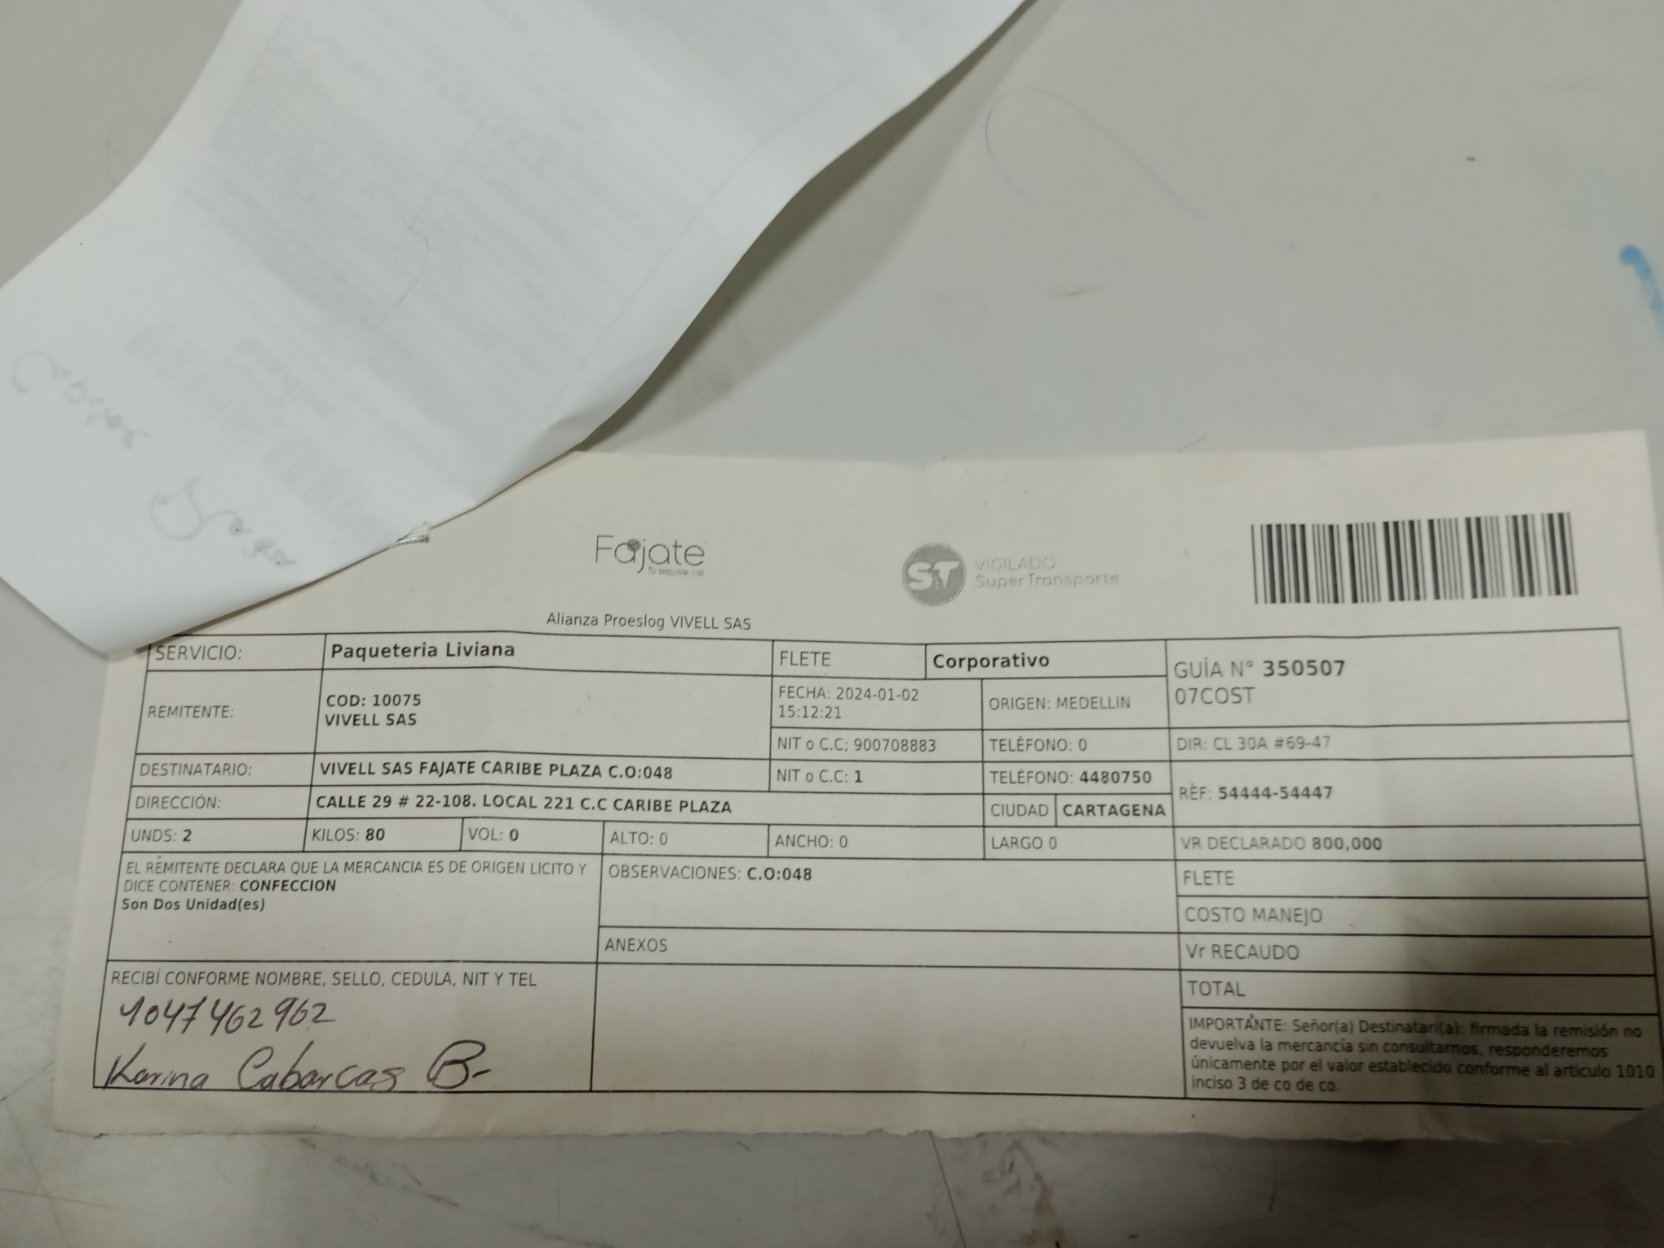 Fajate
Tu segunda piel
ST
VIGILADO
SuperTransporte
Alianza Proeslog VIVELL SAS
SERVICIO: Paqueteria Liviana FLETE Corporativo GUÍA N° 350507
07COST
REMITENTE: COD: 10075
VIVELL SAS
FECHA: 2024-01-02
15:12:21
ORIGEN: MEDELLIN
NIT o C.C; 900708883 TELÉFONO: 0 DIR: CL 30A #69-47
DESTINATARIO: VIVELL SAS FAJATE CARIBE PLAZA C.O:048 NIT o C.C: 1 TELÉFONO: 4480750 RÈF: 54444-54447
DIRECCIÓN: CALLE 29 # 22-108. LOCAL 221 C.C CARIBE PLAZA CIUDAD CARTAGENA
UNDS: 2 KILOS: 80 VOL: 0 ALTO: 0 ANCHO: 0 LARGO 0 VR DECLARADO 800,000
EL REMITENTE DECLARA QUE LA MERCANCIA ES DE ORIGEN LICITO Y
DICE CONTENER: CONFECCION
Son Dos Unidad(es)
OBSERVACIONES: C.O:048
FLETE
COSTO MANEJO
ANEXOS
Vr RECAUDO
TOTAL
RECIBÍ CONFORME NOMBRE, SELLO, CEDULA, NIT Y TEL
1047462962
Karina Cabarcas B-
IMPORTANTE: Señor(a) Destinatari(a): firmada la remisión no
devuelva la mercancía sin consultarnos, responderemos
únicamente por el valor establecido conforme al articulo 1010
inciso 3 de co de co.